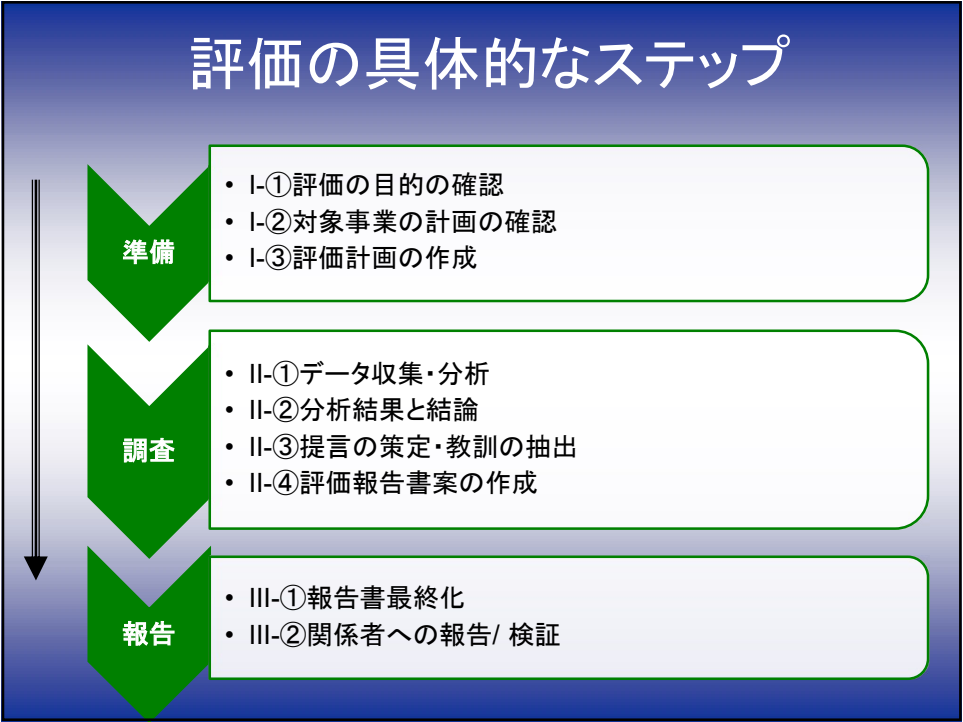 評価の具体的なステップ
準備
• I-①評価の目的の確認
• I-②対象事業の計画の確認
• I-③評価計画の作成
調査
• II-①データ収集・分析
• II-②分析結果と結論
• II-③提言の策定・教訓の抽出
• II-④評価報告書案の作成
報告
• III-①報告書最終化
• III-②関係者への報告/ 検証